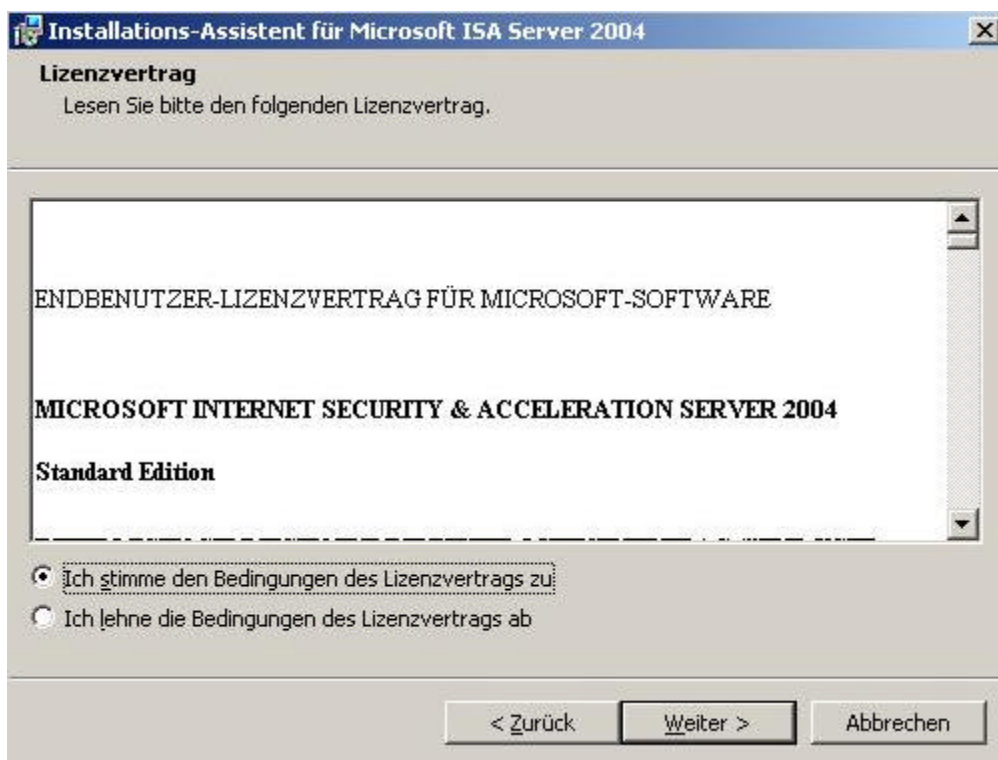 Installations-Assistent für Microsoft ISA Server 2004
Lizenzvertrag
Lesen Sie bitte den folgenden Lizenzvertrag.
ENDBENUTZER-LIZENZVERTRAG FÜR MICROSOFT-SOFTWARE
MICROSOFT INTERNET SECURITY & ACCELERATION SERVER 2004
Standard Edition
Ich stimme den Bedingungen des Lizenzvertrags zu
Ich lehne die Bedingungen des Lizenzvertrags ab
< Zurück Weiter > Abbrechen